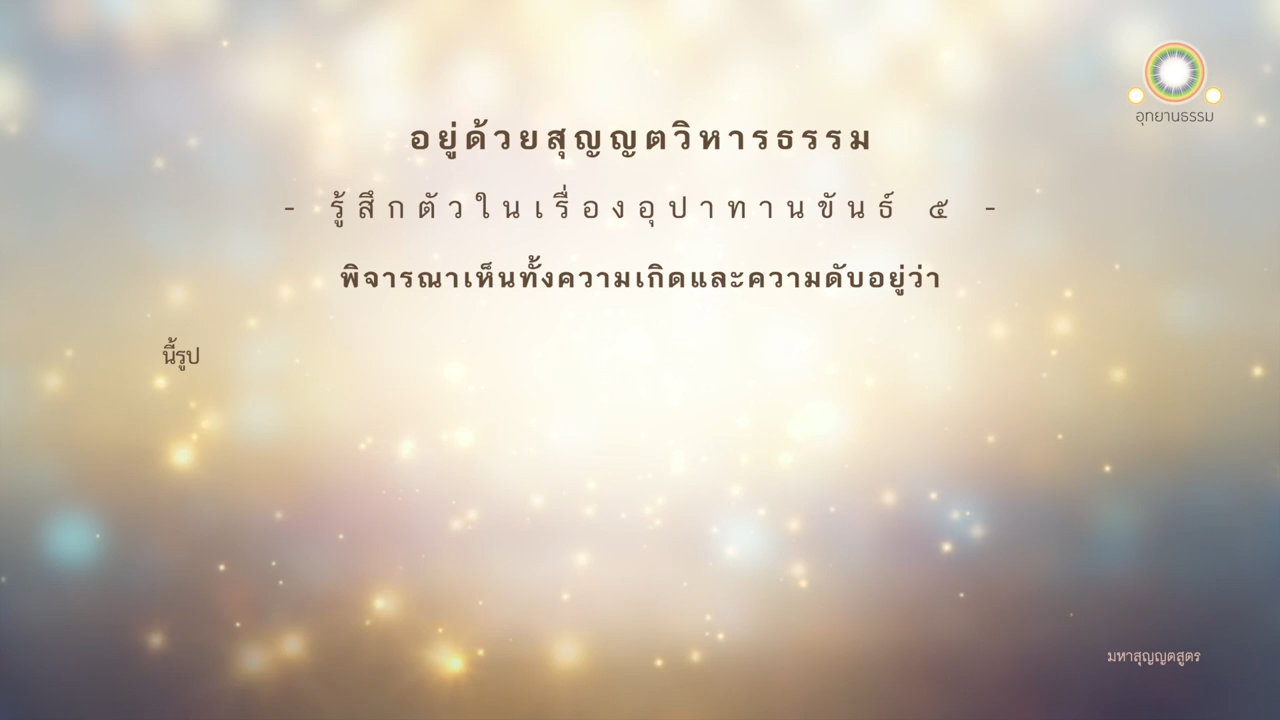 อุทยานธรรม
อยู่ด้วยสุญญตวิหารธรรม
- รู้สึกตัวในเรื่องอุปาทานขันธ์ ๕ -
พิจารณาเห็นทั้งความเกิดและความดับอยู่ว่า
นี้รูป
มหาสุญญตสูตร